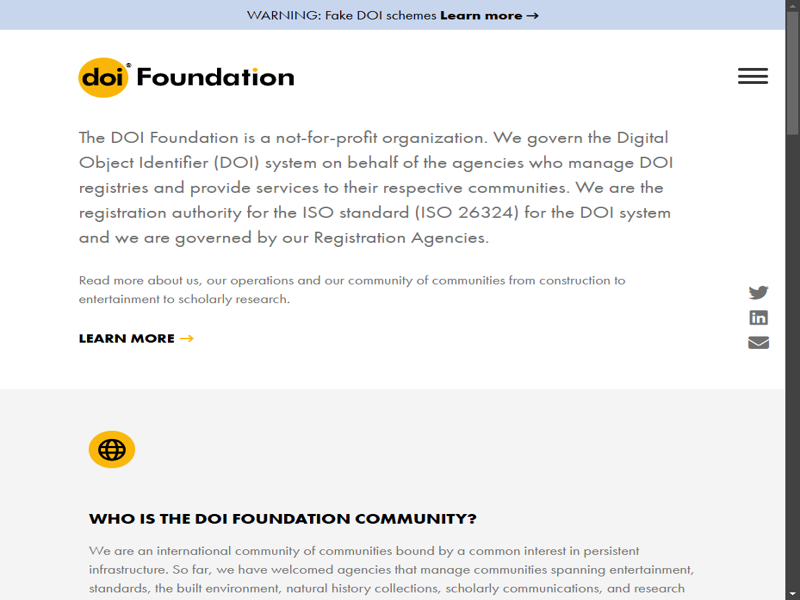 WARNING: Fake DOI schemes Learn more →
doi® Foundation
The DOI Foundation is a not-for-profit organization. We govern the Digital
Object Identifier (DOI) system on behalf of the agencies who manage DOI
registries and provide services to their respective communities. We are the
registration authority for the ISO standard (ISO 26324) for the DOI system
and we are governed by our Registration Agencies.
Read more about us, our operations and our community of communities from construction to
entertainment to scholarly research.
LEARN MORE →
WHO IS THE DOI FOUNDATION COMMUNITY?
We are an international community of communities bound by a common interest in persistent
infrastructure. So far, we have welcomed agencies that manage communities spanning entertainment,
standards, the built environment, natural history collections, scholarly communications, and research